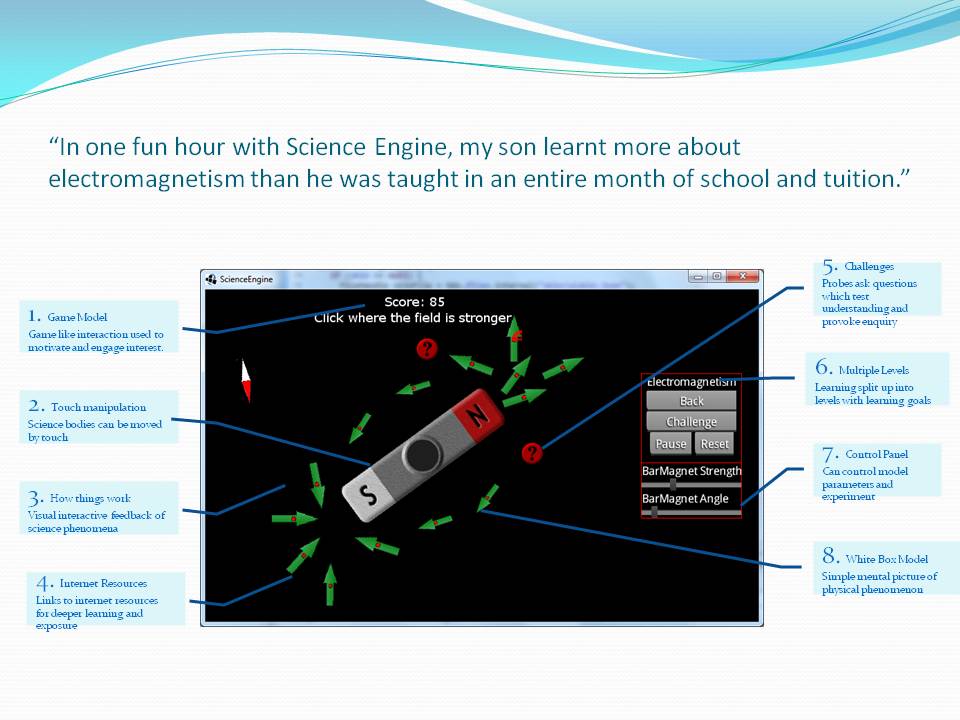 “In one fun hour with Science Engine, my son learnt more about
electromagnetism than he was taught in an entire month of school and tuition.”
1. Game Model
Game like interaction used to
motivate and engage interest.
2. Touch manipulation
Science bodies can be moved
by touch
3. How things work
Visual interactive feedback of
science phenomena
4. Internet Resources
Links to internet resources
for deeper learning and
exposure
ScienceEngine
Score: 85
Click where the field is stronger
?
N
?
S
Electromagnetism
Back
Challenge
Pause Reset
BarMagnet Strength
BarMagnet Angle
5. Challenges
Probes ask questions
which test
understanding and
provoke enquiry
6. Multiple Levels
Learning split up into
levels with learning goals
7. Control Panel
Can control model
parameters and
experiment
8. White Box Model
Simple mental picture of
physical phenomenon